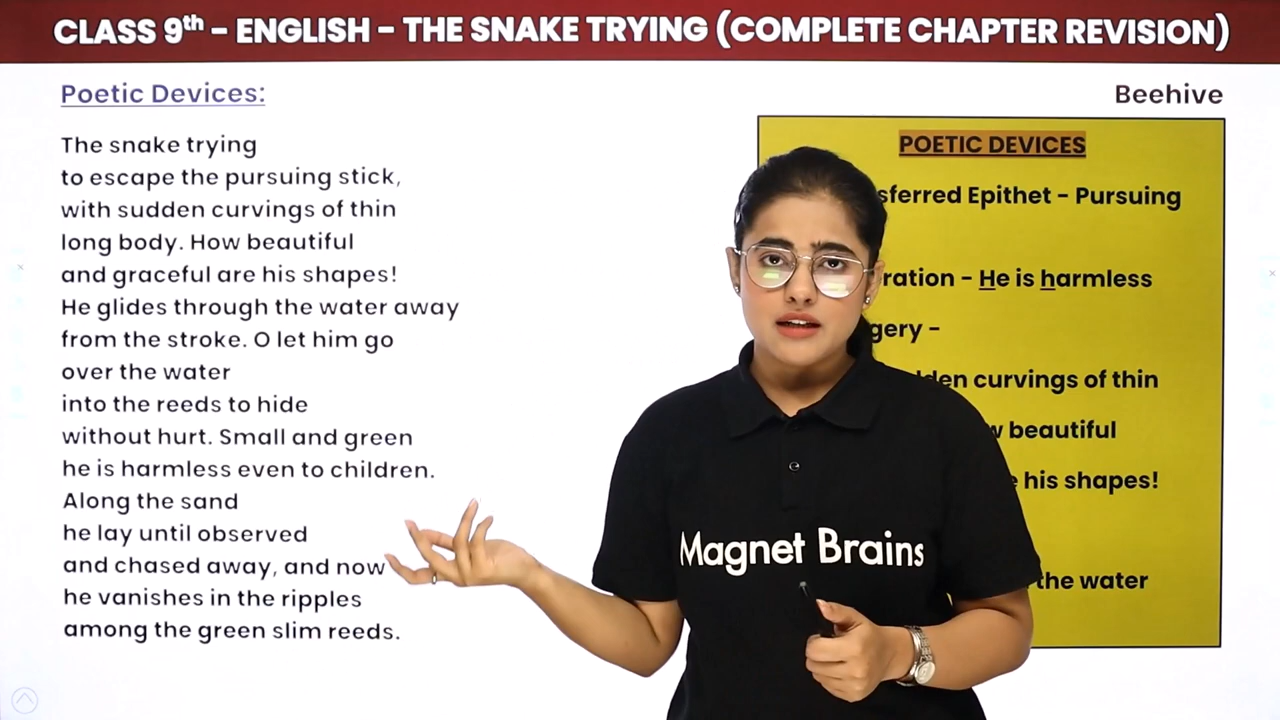 CLASS 9th – ENGLISH – THE SNAKE TRYING (COMPLETE CHAPTER REVISION)
Poetic Devices:
Beehive
The snake trying
to escape the pursuing stick,
with sudden curvings of thin
long body. How beautiful
and graceful are his shapes!
He glides through the water away
from the stroke. O let him go
over the water
into the reeds to hide
without hurt. Small and green
he is harmless even to children.
Along the sand
he lay until observed
and chased away, and now
he vanishes in the ripples
among the green slim reeds.
POETIC DEVICES
Epithet – Pursuing
– He is harmless
–
curvings of thin
beautiful
his shapes!
the water
Magnet Brains